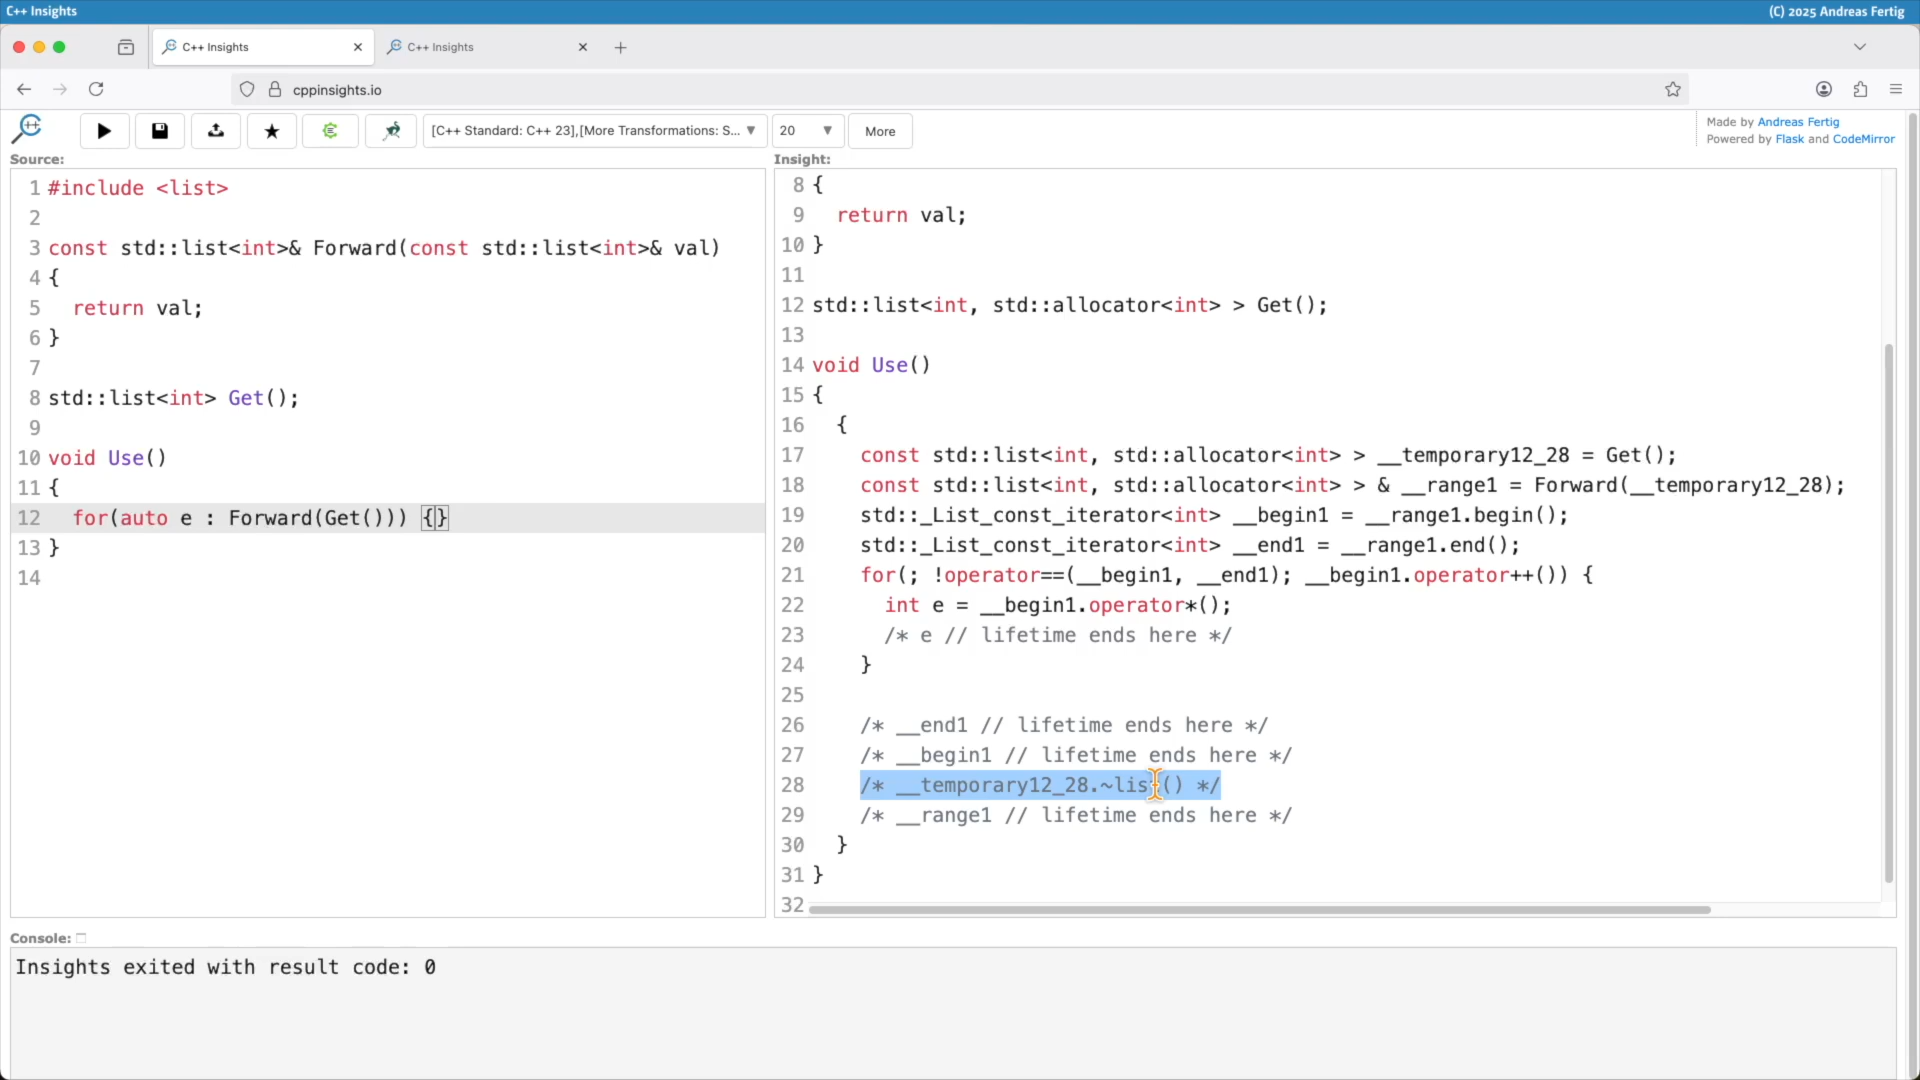 C++ Insights
(C) 2025 Andreas Fertig
C++ Insights
C++ Insights
cppinsights.io
[C++ Standard: C++ 23],[More Transformations: S...
20
More
Made by Andreas Fertig
Powered by Flask and CodeMirror
Source:
1 #include <list>
2
3 const std::list<int>& Forward(const std::list<int>& val)
4 {
5   return val;
6 }
7
8 std::list<int> Get();
9
10 void Use()
11 {
12   for(auto e : Forward(Get())) {}
13 }
14
Insight:
8 {
9   return val;
10 }
11
12 std::list<int, std::allocator<int> > Get();
13
14 void Use()
15 {
16   {
17     const std::list<int, std::allocator<int> > __temporary12_28 = Get();
18     const std::list<int, std::allocator<int> > & __range1 = Forward(__temporary12_28);
19     std::_List_const_iterator<int> __begin1 = __range1.begin();
20     std::_List_const_iterator<int> __end1 = __range1.end();
21     for(; !operator==(__begin1, __end1); __begin1.operator++()) {
22       int e = __begin1.operator*();
23       /* e // lifetime ends here */
24     }
25
26     /* __end1 // lifetime ends here */
27     /* __begin1 // lifetime ends here */
28     /* __temporary12_28.~list() */
29     /* __range1 // lifetime ends here */
30   }
31 }
32
Console:
Insights exited with result code: 0